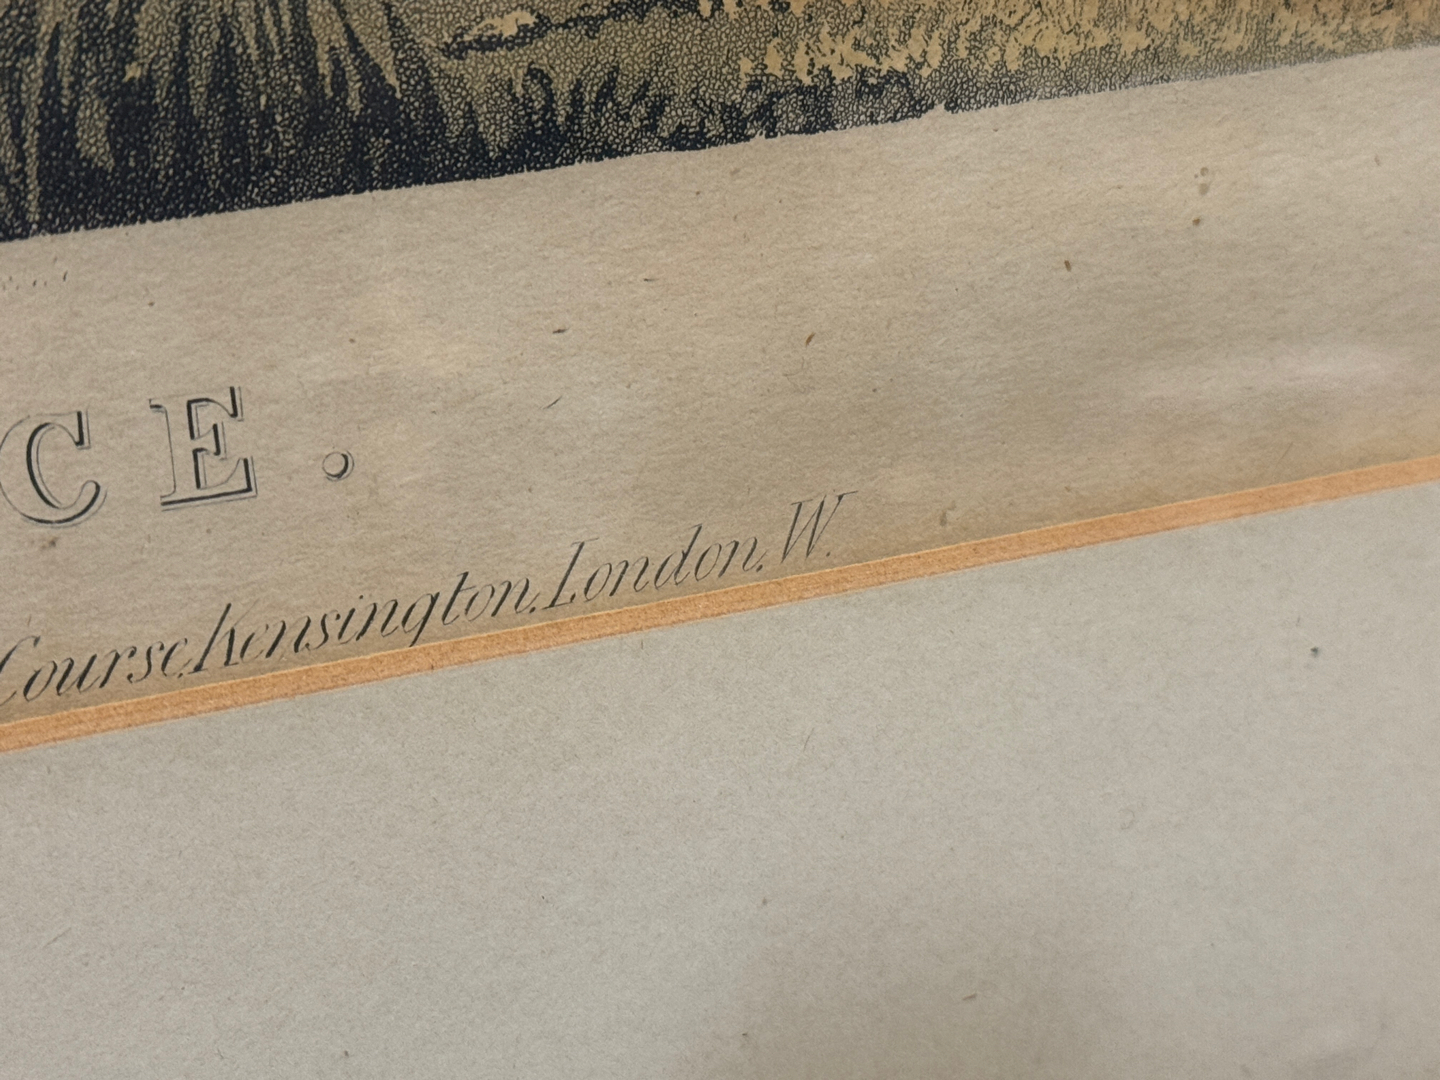 CE.
Course, Kensington, London, W.